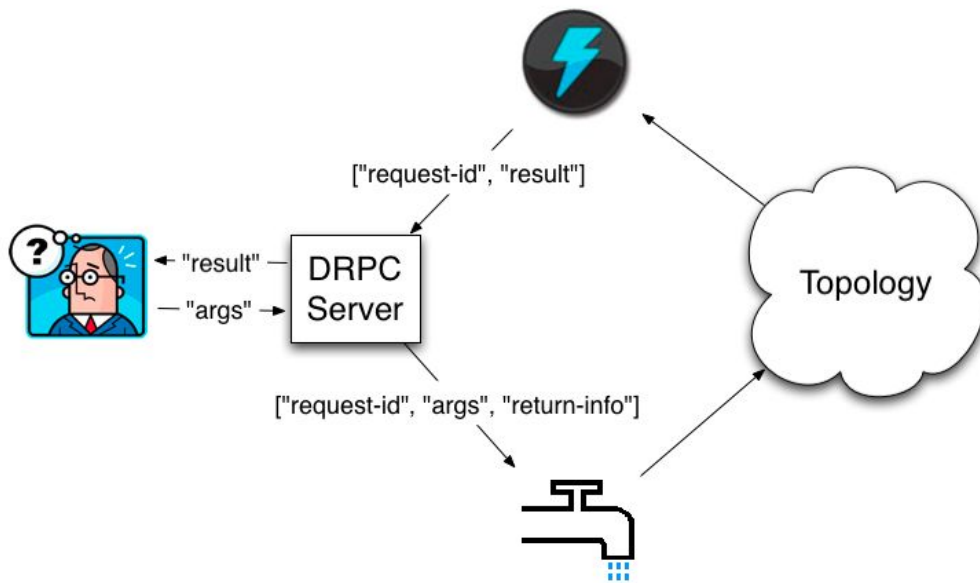 ["request-id", "result"]
?
"result"
DRPC
Server
"args"
Topology
["request-id", "args", "return-info"]